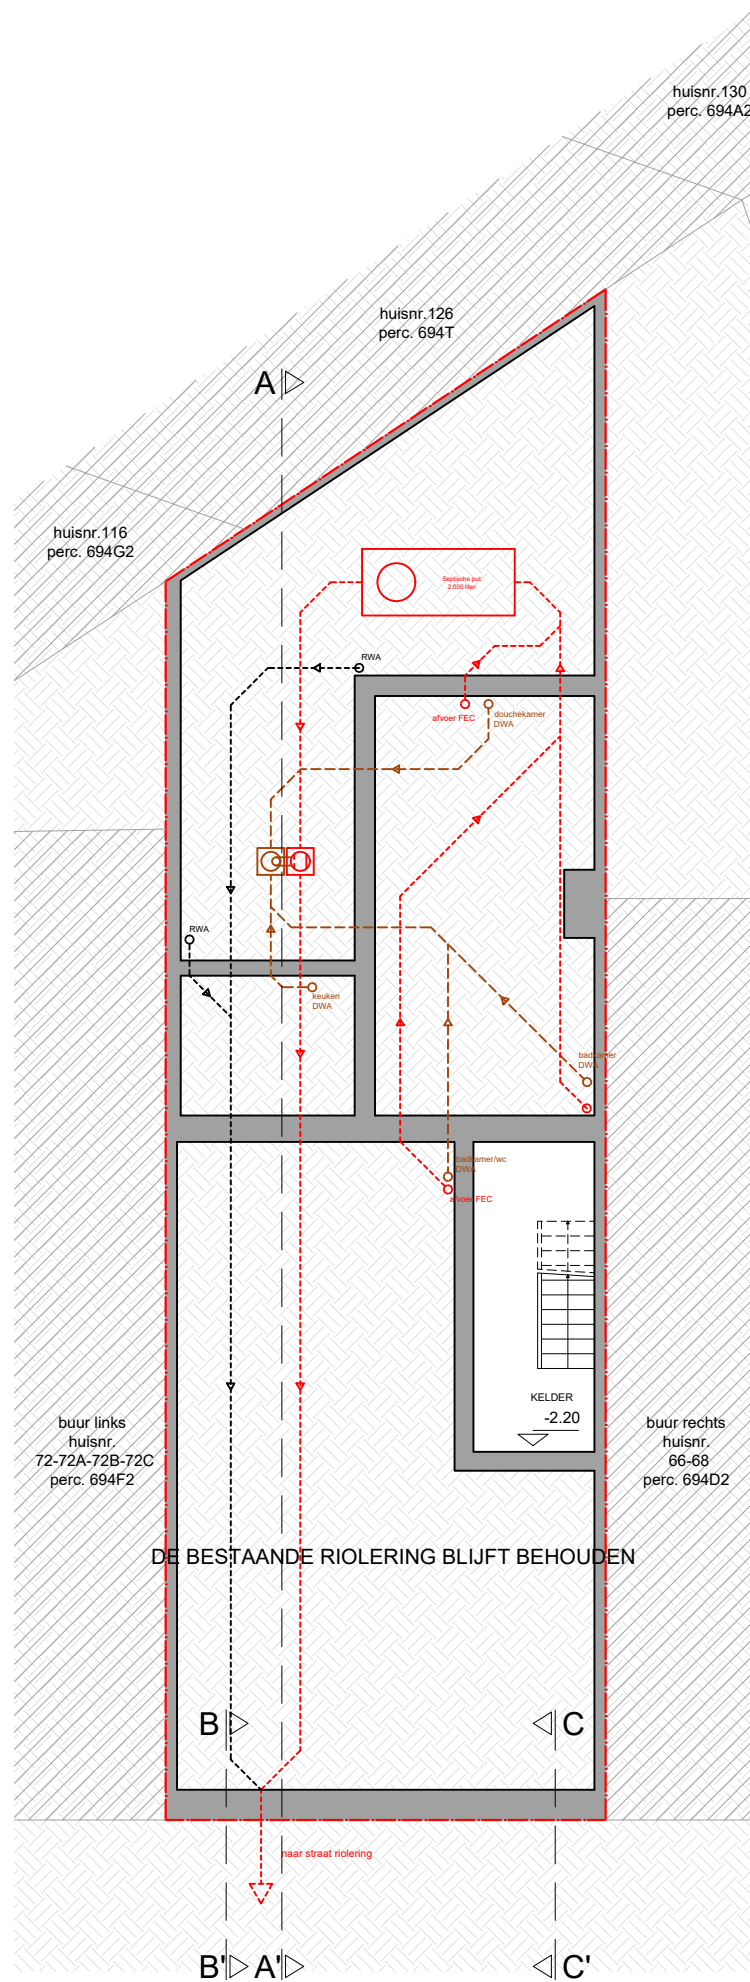 huisnr.130
perc. 694A2
huisnr.126
perc. 694T
A
huisnr.116
perc. 694G2
Septische put
2.000 liter
RWA
afvoer FEC
douchekamer
DWA
RWA
keuken
DWA
badkamer
DWA
badkamer/wc
DWA
afvoer FEC
KELDER
-2.20
buur links
huisnr.
72-72A-72B-72C
perc. 694F2
buur rechts
huisnr.
66-68
perc. 694D2
DE BESTAANDE RIOLERING BLIJFT BEHOUDEN
B
C
naar straat riolering
B'
A'
C'